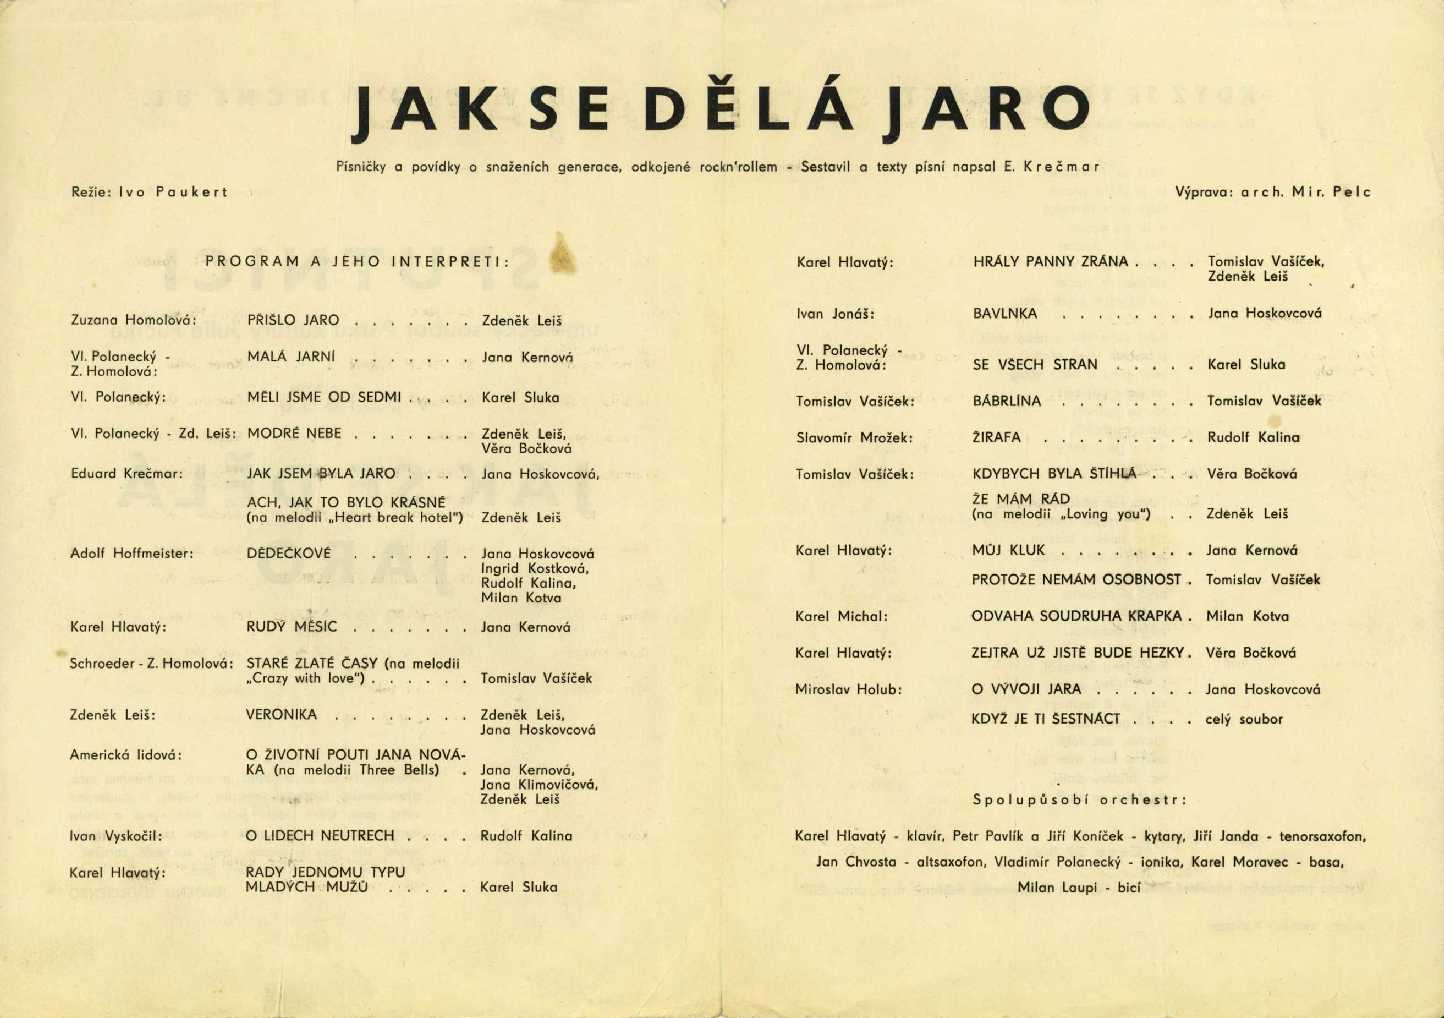 JAK SE DĚLÁ JARO
Písničky a povídky o snaženích generace, odkojené rockn'rollem - Sestavil a texty písní napsal E. Krečmar
Režie: Ivo Paukert
Výprava: arch. Mir. Pelc
PROGRAM A JEHO INTERPRETI:
Zuzana Homolová: PŘIŠLO JARO . . . . . . . Zdeněk Leiš
Vl. Polanecký - MALÁ JARNÍ . . . . . . . Jana Kernová
Z. Homolová:
Vl. Polanecký: MĚLI JSME OD SEDMI . . . . Karel Sluka
Vl. Polanecký - Zd. Leiš: MODRÉ NEBE . . . . . . . Zdeněk Leiš,
Věra Bočková
Eduard Krečmar: JAK JSEM BYLA JARO . . . . Jana Hoskovcová,
ACH, JAK TO BYLO KRÁSNÉ
(na melodii „Heart break hotel“) Zdeněk Leiš
Adolf Hoffmeister: DĚDEČKOVÉ . . . . . . . Jana Hoskovcová
Ingrid Kostková,
Rudolf Kalina,
Milan Kotva
Karel Hlavatý: RUDÝ MĚSÍC . . . . . . . Jana Kernová
Schroeder - Z. Homolová: STARÉ ZLATÉ ČASY (na melodii
„Crazy with love“) . . . . . . Tomislav Vašíček
Zdeněk Leiš: VERONIKA . . . . . . . . Zdeněk Leiš,
Jana Hoskovcová
Americká lidová: O ŽIVOTNÍ POUTI JANA NOVÁ-
KA (na melodii Three Bells) . Jana Kernová,
Jana Klimovičová,
Zdeněk Leiš
Ivan Vyskočil: O LIDECH NEUTRECH . . . . Rudolf Kalina
Karel Hlavatý: RADY JEDNOMU TYPU
MLADÝCH MUŽŮ . . . . . Karel Sluka
Karel Hlavatý: HRÁLY PANNY ZRÁNA . . . . Tomislav Vašíček,
Zdeněk Leiš
Ivan Jonáš: BAVLNKA . . . . . . . . Jana Hoskovcová
Vl. Polanecký -
Z. Homolová: SE VŠECH STRAN . . . . . Karel Sluka
Tomislav Vašíček: BÁBRLÍNA . . . . . . . . Tomislav Vašíček
Slavomír Mrožek: ŽIRAFA . . . . . . . . . Rudolf Kalina
Tomislav Vašíček: KDYBYCH BYLA ŠTÍHLÁ . . . Věra Bočková
ŽE MÁM RÁD
(na melodii „Loving you“) . . Zdeněk Leiš
Karel Hlavatý: MŮJ KLUK . . . . . . . . Jana Kernová
PROTOŽE NEMÁM OSOBNOST . Tomislav Vašíček
Karel Michal: ODVAHA SOUDRUHA KRAPKA . Milan Kotva
Karel Hlavatý: ZEJTRA UŽ JISTĚ BUDE HEZKY . Věra Bočková
Miroslav Holub: O VÝVOJI JARA . . . . . . Jana Hoskovcová
KDYŽ JE TI ŠESTNÁCT . . . . celý soubor
Spolupůsobí orchestr:
Karel Hlavatý - klavír, Petr Pavlík a Jiří Koníček - kytary, Jiří Janda - tenorsaxofon,
Jan Chvosta - altsaxofon, Vladimír Polanecký - ionika, Karel Moravec - basa,
Milan Laupi - bicí